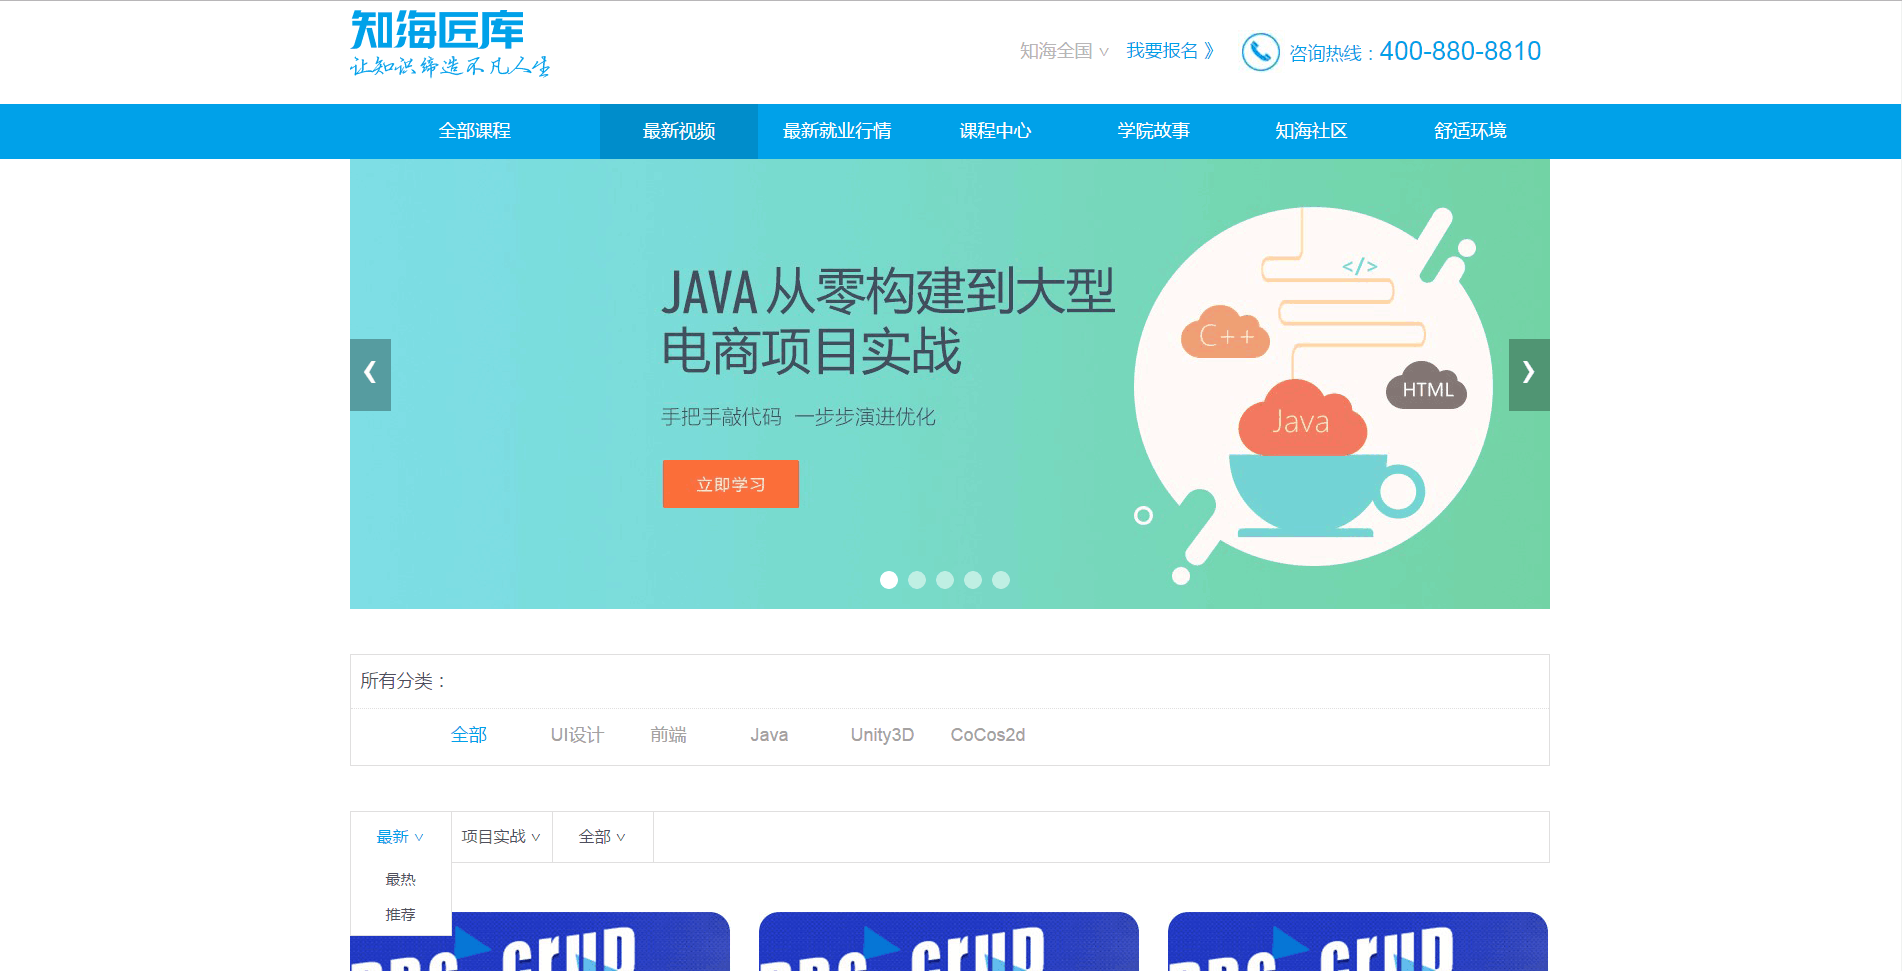 知海匠库
让知识缔造不凡人生
知海全国 ∨ 我要报名 》 咨询热线：400-880-8810
全部课程 最新视频 最新就业行情 课程中心 学院故事 知海社区 舒适环境
JAVA 从零构建到大型
电商项目实战
手把手敲代码 一步步演进优化
立即学习
</>
C++
HTML
Java
所有分类：
全部 UI设计 前端 Java Unity3D CoCos2d
最新 ∨ 项目实战 ∨ 全部 ∨
最热
推荐